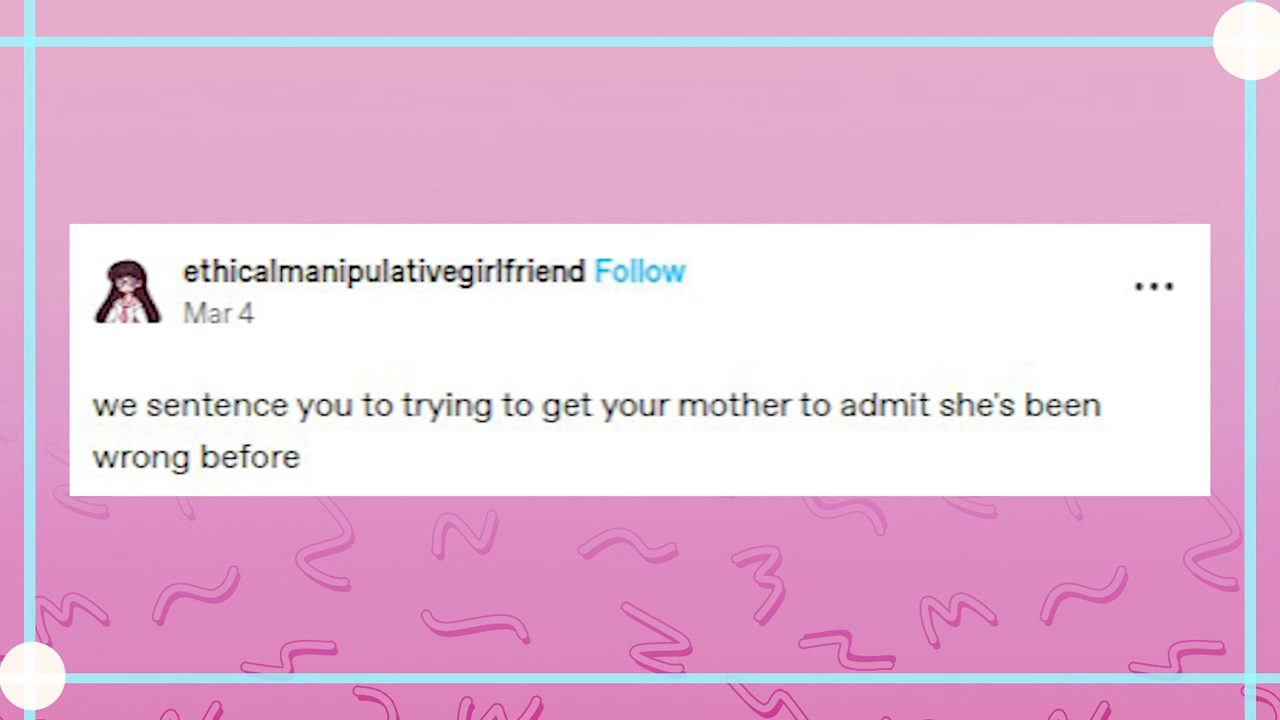 ethicalmanipulativegirlfriend Follow
Mar 4
we sentence you to trying to get your mother to admit she's been
wrong before